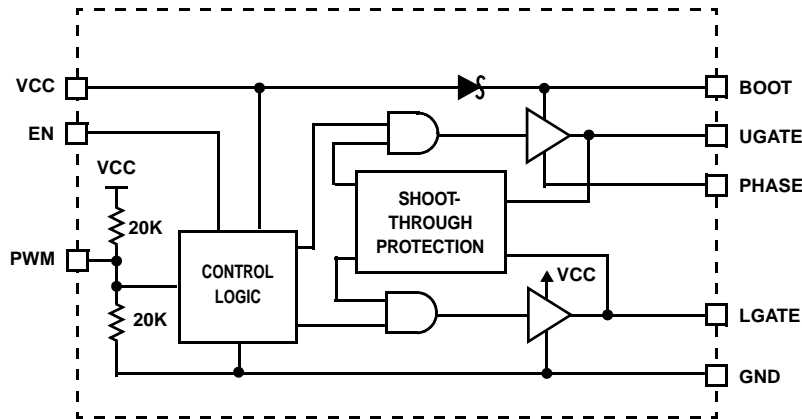 VCC
BOOT
EN
UGATE
VCC
PHASE
SHOOT-
THROUGH
PROTECTION
20K
PWM
CONTROL
LOGIC
VCC
20K
LGATE
GND